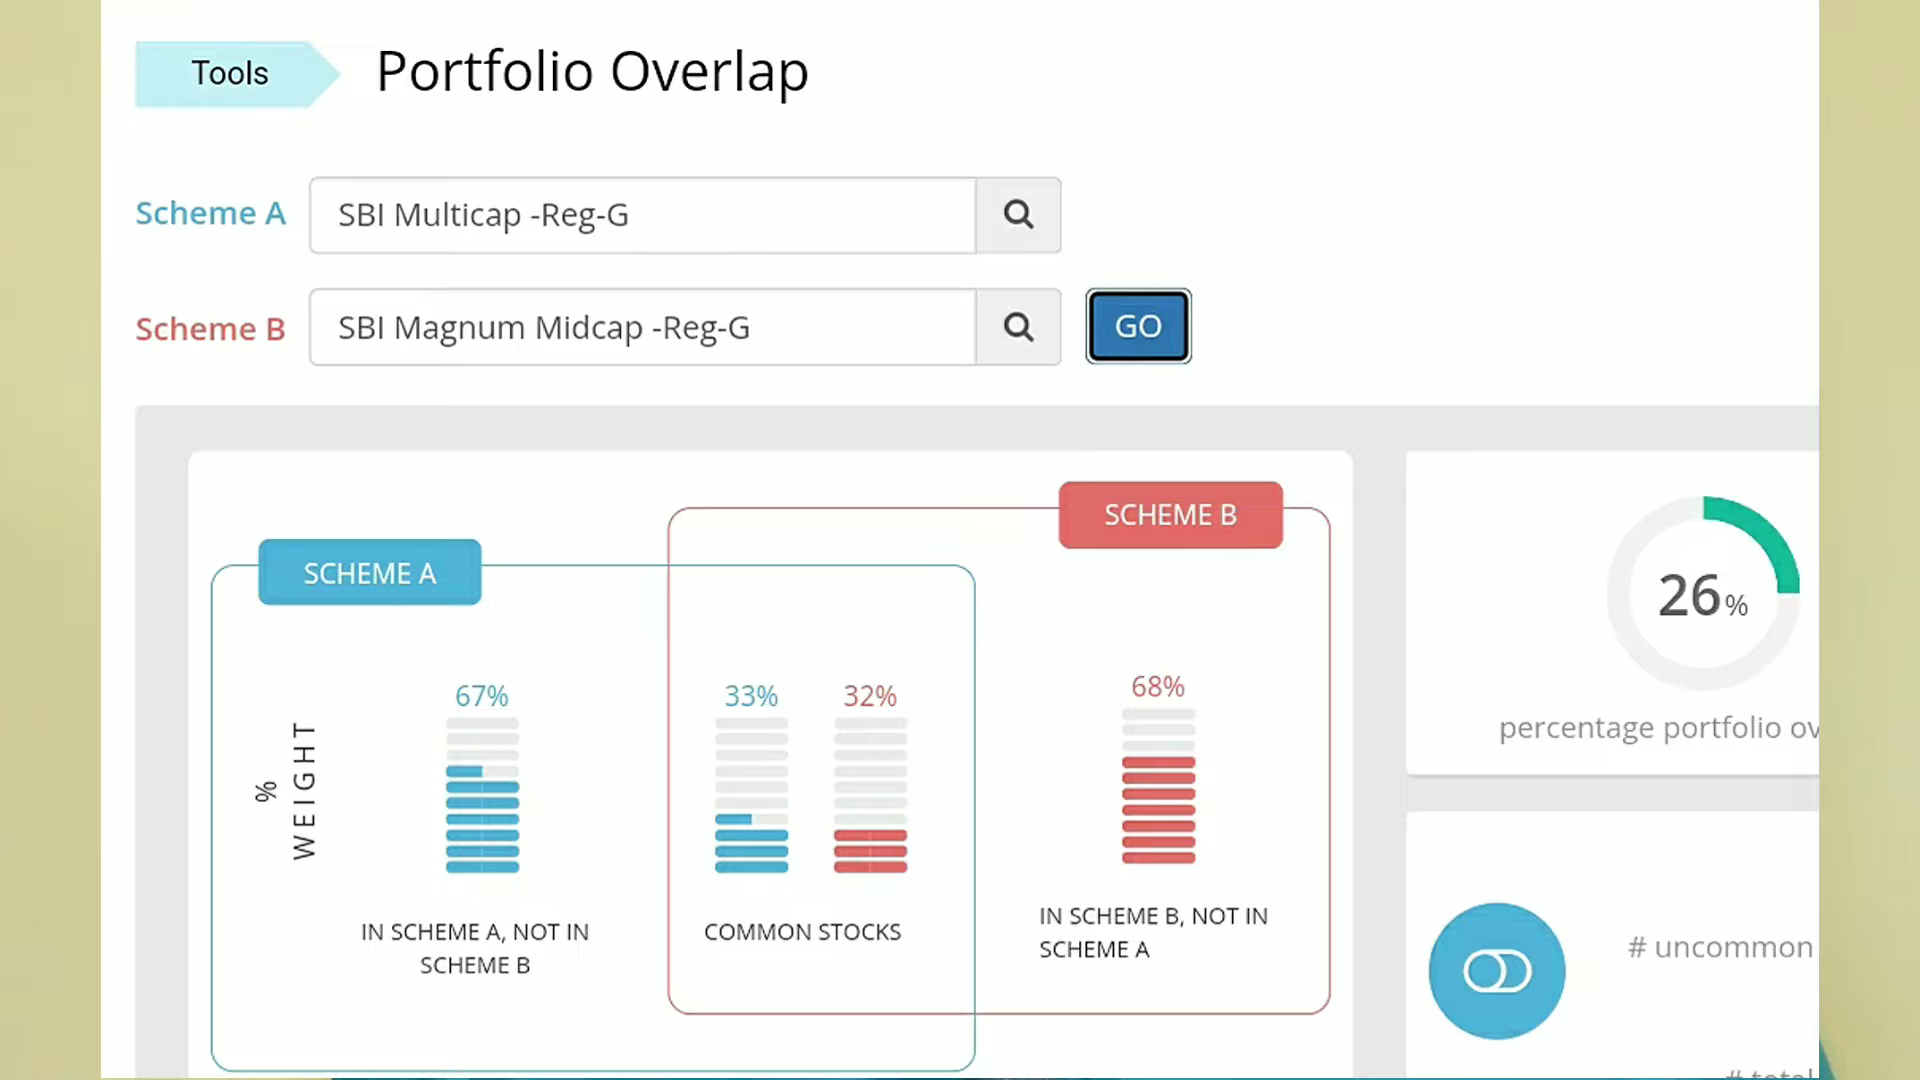 Tools
Portfolio Overlap
Scheme A
SBI Multicap -Reg-G
Scheme B
SBI Magnum Midcap -Reg-G
GO
SCHEME B
SCHEME A
26%
67%
33%
32%
68%
percentage portfolio ov
% WEIGHT
IN SCHEME A, NOT IN
SCHEME B
COMMON STOCKS
IN SCHEME B, NOT IN
SCHEME A
# uncommon